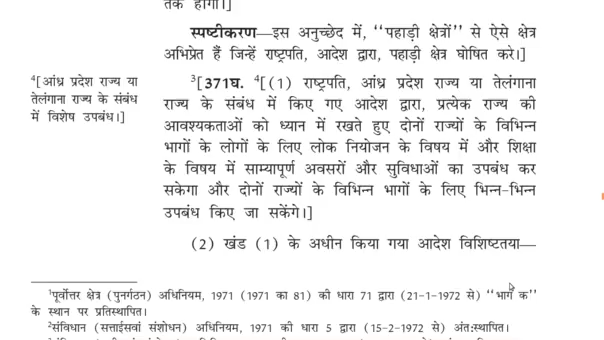 तक होगी।]
स्पष्टीकरण—इस अनुच्छेद में, ‘‘पहाड़ी क्षेत्रों’’ से ऐसे क्षेत्र
अभिप्रेत हैं जिन्हें राष्ट्रपति, आदेश द्वारा, पहाड़ी क्षेत्र घोषित करे।]
⁴[आंध्र प्रदेश राज्य या
तेलंगाना राज्य के संबंध
में विशेष उपबंध।]
³[371घ. ⁴[(1) राष्ट्रपति, आंध्र प्रदेश राज्य या तेलंगाना
राज्य के संबंध में किए गए आदेश द्वारा, प्रत्येक राज्य की
आवश्यकताओं को ध्यान में रखते हुए दोनों राज्यों के विभिन्न
भागों के लोगों के लिए लोक नियोजन के विषय में और शिक्षा
के विषय में साम्यापूर्ण अवसरों और सुविधाओं का उपबंध कर
सकेगा और दोनों राज्यों के विभिन्न भागों के लिए भिन्न-भिन्न
उपबंध किए जा सकेंगे।]
(2) खंड (1) के अधीन किया गया आदेश विशिष्टतया—
¹पूर्वोत्तर क्षेत्र (पुनर्गठन) अधिनियम, 1971 (1971 का 81) की धारा 71 द्वारा (21-1-1972 से) ‘‘भाग क’’
के स्थान पर प्रतिस्थापित।
²संविधान (सत्ताईसवां संशोधन) अधिनियम, 1971 की धारा 5 द्वारा (15-2-1972 से) अंतःस्थापित।